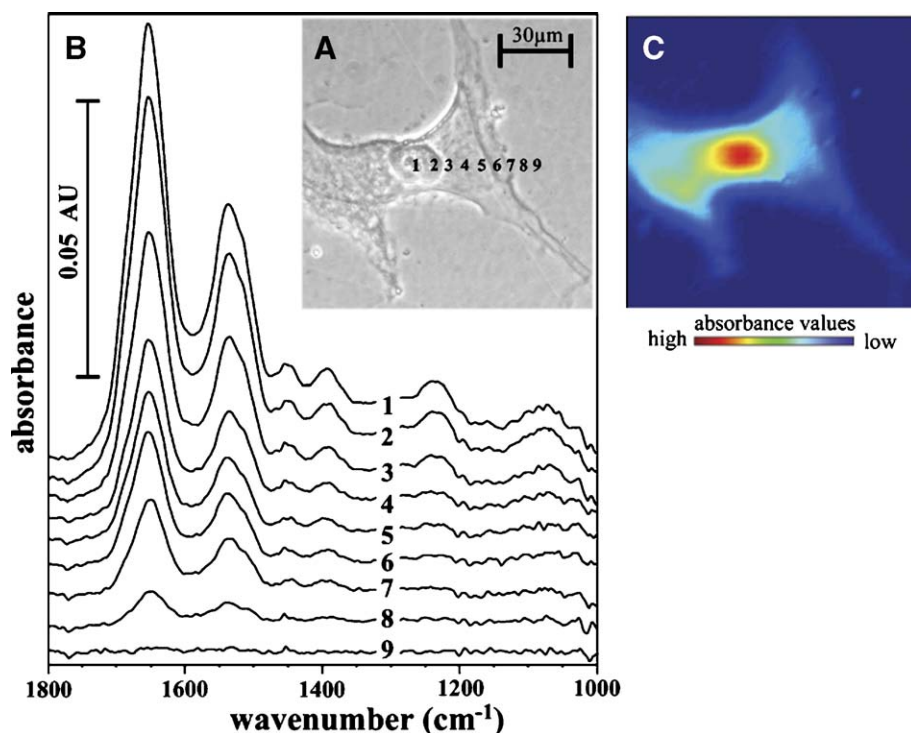 B
A
30μm
C
1 2 3 4 5 6 7 8 9
0.05 AU
absorbance
1
2
3
4
5
6
7
8
9
1800 1600 1400 1200 1000
wavenumber (cm-1)
high absorbance values low